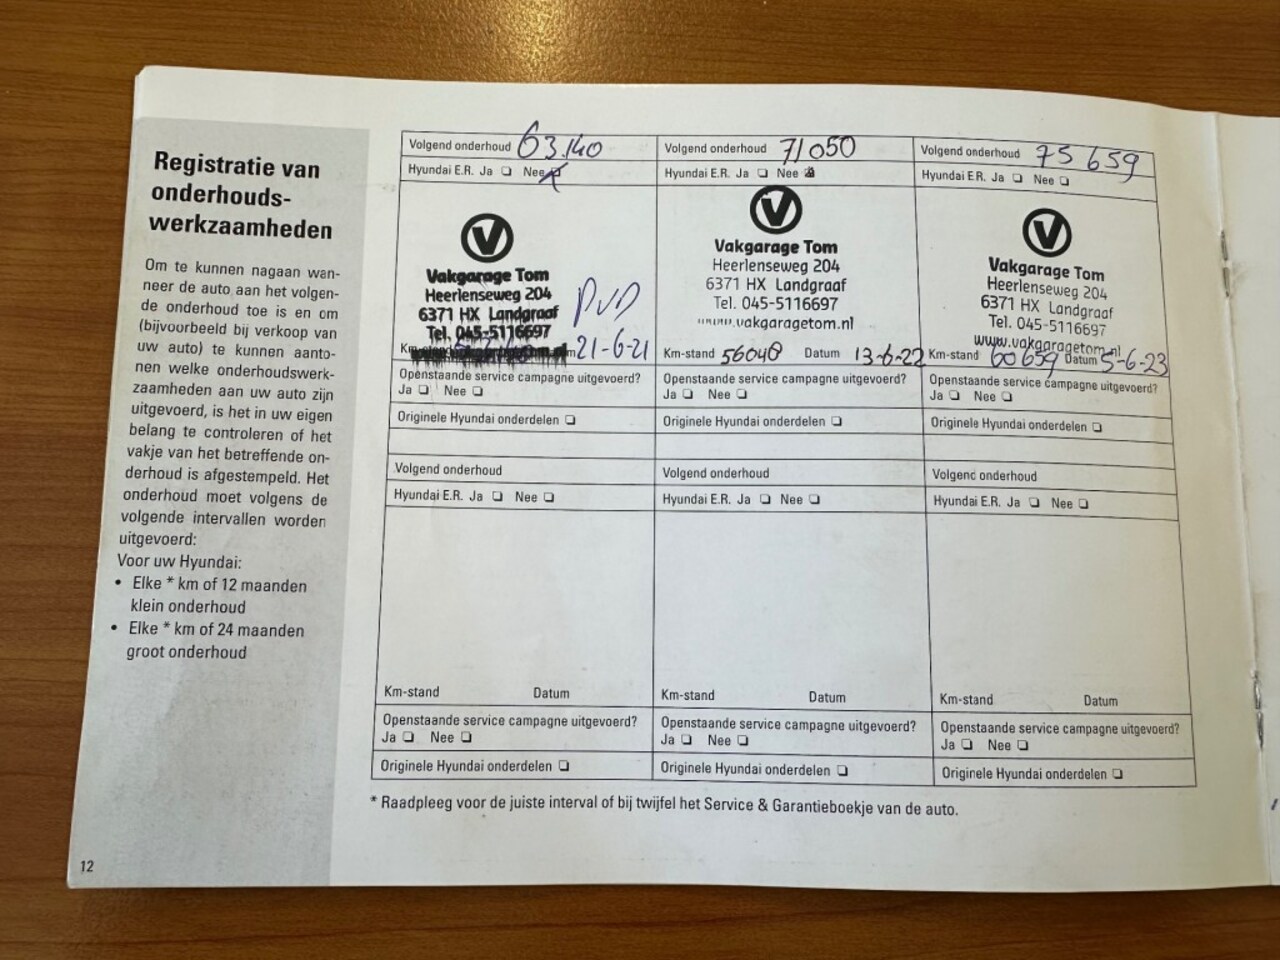 Registratie van
onderhouds-
werkzaamheden
Om te kunnen nagaan wan-
neer de auto aan het volgen-
de onderhoud toe is en om
(bijvoorbeeld bij verkoop van
uw auto) te kunnen aanto-
nen welke onderhoudswerk-
zaamheden aan uw auto zijn
uitgevoerd, is het in uw eigen
belang te controleren of het
vakje van het betreffende on-
derhoud is afgestempeld. Het
onderhoud moet volgens de
volgende intervallen worden
uitgevoerd:
Voor uw Hyundai:
• Elke * km of 12 maanden
klein onderhoud
• Elke * km of 24 maanden
groot onderhoud
12
Volgend onderhoud 63.140
Hyundai E.R. Ja Nee
Vakgarage Tom
Heerlenseweg 204
6371 HX Landgraaf
Tel. 045-5116697
PVD
21-6-21
Openstaande service campagne uitgevoerd?
Ja Nee
Originele Hyundai onderdelen
Volgend onderhoud 71050
Hyundai E.R. Ja Nee
Vakgarage Tom
Heerlenseweg 204
6371 HX Landgraaf
Tel. 045-5116697
www.vakgaragetom.nl
Km-stand 56048 Datum 13-6-22
Openstaande service campagne uitgevoerd?
Ja Nee
Originele Hyundai onderdelen
Volgend onderhoud 75 659
Hyundai E.R. Ja Nee
Vakgarage Tom
Heerlenseweg 204
6371 HX Landgraaf
Tel. 045-5116697
www.vakgaragetom.nl
Km-stand 60659 Datum 5-6-23
Openstaande service campagne uitgevoerd?
Ja Nee
Originele Hyundai onderdelen
Volgend onderhoud
Hyundai E.R. Ja Nee
Km-stand Datum
Openstaande service campagne uitgevoerd?
Ja Nee
Originele Hyundai onderdelen
Volgend onderhoud
Hyundai E.R. Ja Nee
Km-stand Datum
Openstaande service campagne uitgevoerd?
Ja Nee
Originele Hyundai onderdelen
Volgend onderhoud
Hyundai E.R. Ja Nee
Km-stand Datum
Openstaande service campagne uitgevoerd?
Ja Nee
Originele Hyundai onderdelen
* Raadpleeg voor de juiste interval of bij twijfel het Service & Garantieboekje van de auto.